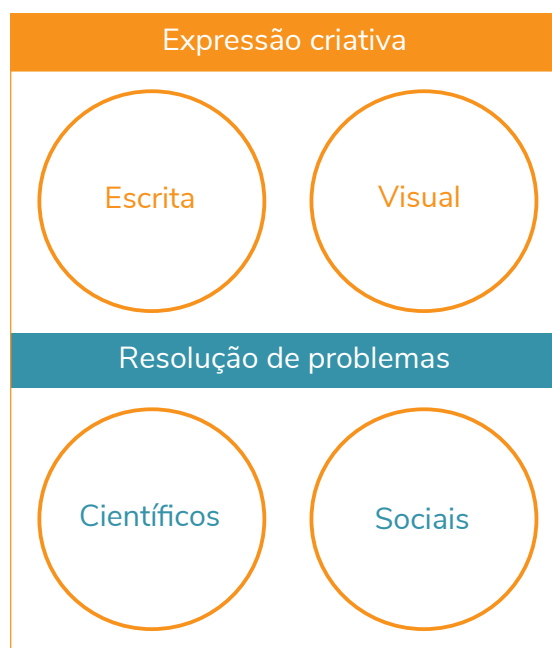 Expressão criativa
Escrita
Visual
Resolução de problemas
Científicos
Sociais